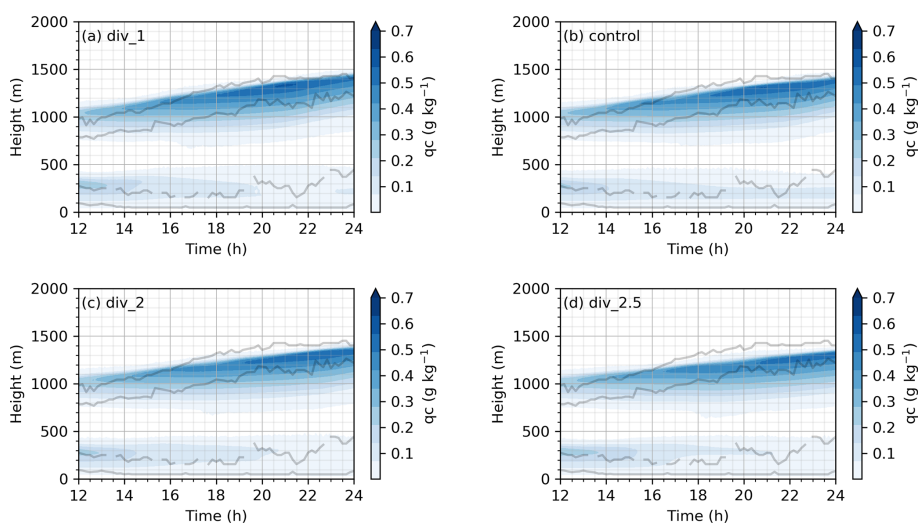 (a) div_1
2000
1500
1000
500
0
Height (m)
12 14 16 18 20 22 24
Time (h)
0.7
0.6
0.5
0.4
0.3
0.2
0.1
qc (g kg⁻¹)
(b) control
2000
1500
1000
500
0
Height (m)
12 14 16 18 20 22 24
Time (h)
0.7
0.6
0.5
0.4
0.3
0.2
0.1
qc (g kg⁻¹)
(c) div_2
2000
1500
1000
500
0
Height (m)
12 14 16 18 20 22 24
Time (h)
0.7
0.6
0.5
0.4
0.3
0.2
0.1
qc (g kg⁻¹)
(d) div_2.5
2000
1500
1000
500
0
Height (m)
12 14 16 18 20 22 24
Time (h)
0.7
0.6
0.5
0.4
0.3
0.2
0.1
qc (g kg⁻¹)